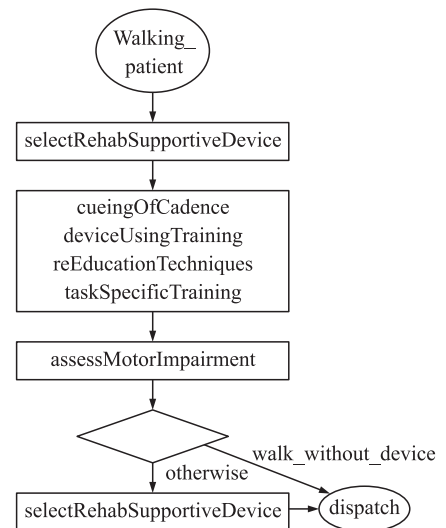 Walking_
patient
selectRehabSupportiveDevice
cueingOfCadence
deviceUsingTraining
reEducationTechniques
taskSpecificTraining
assessMotorImpairment
walk_without_device
otherwise
selectRehabSupportiveDevice
dispatch